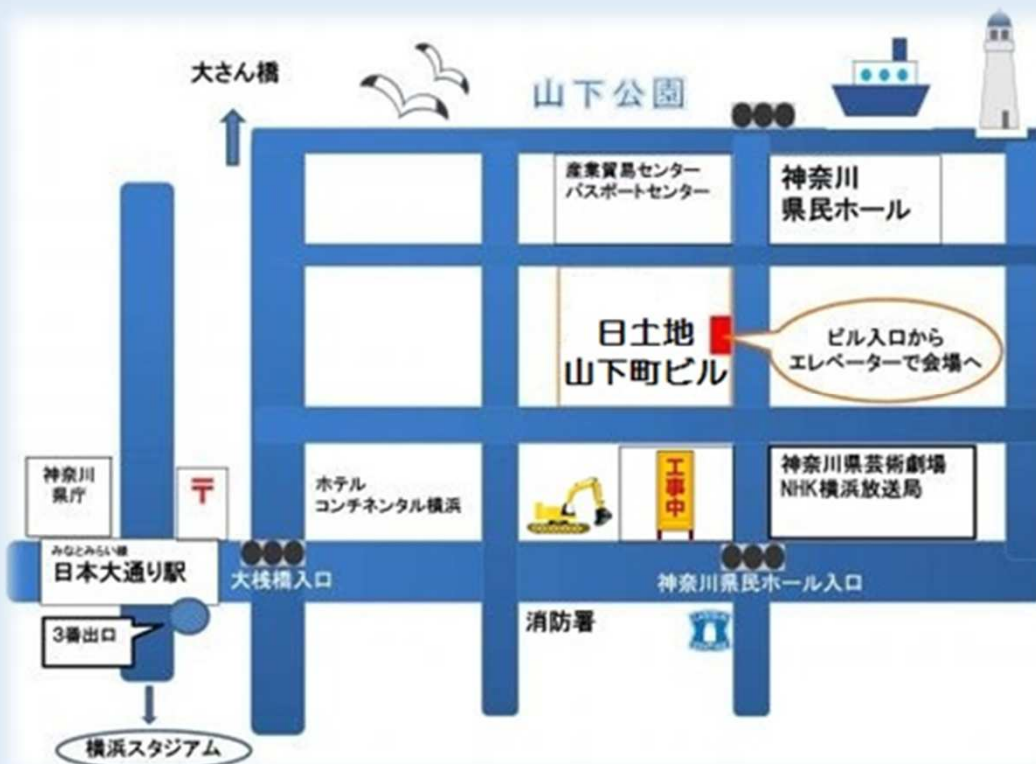 大さん橋
山下公園
産業貿易センター
パスポートセンター
神奈川
県民ホール
日土地
山下町ビル
ビル入口から
エレベーターで会場へ
神奈川
県庁
〒
ホテル
コンチネンタル横浜
工事中
神奈川県芸術劇場
NHK横浜放送局
みなとみらい線
日本大通り駅
大桟橋入口
神奈川県民ホール入口
3番出口
消防署
横浜スタジアム